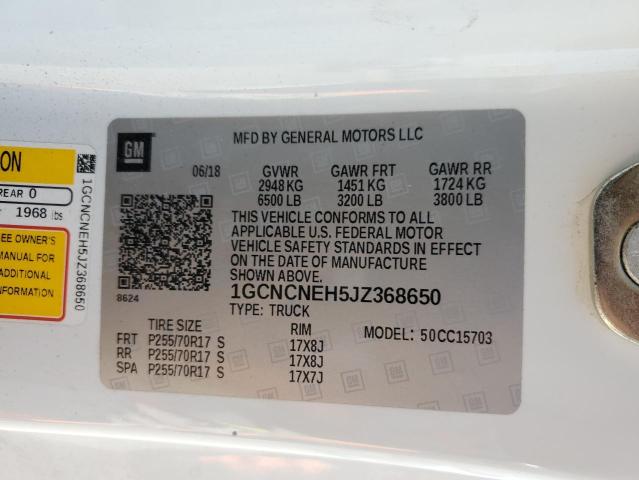 ION
REAR 0
1968 lbs
EE OWNER'S
MANUAL FOR
ADDITIONAL
INFORMATION
1GCNCNEH5JZ368650
GM
MFD BY GENERAL MOTORS LLC
06/18 GVWR GAWR FRT GAWR RR
2948 KG 1451 KG 1724 KG
6500 LB 3200 LB 3800 LB
THIS VEHICLE CONFORMS TO ALL
APPLICABLE U.S. FEDERAL MOTOR
VEHICLE SAFETY STANDARDS IN EFFECT
ON THE DATE OF MANUFACTURE
SHOWN ABOVE.
8624
1GCNCNEH5JZ368650
TYPE: TRUCK
TIRE SIZE RIM MODEL: 50CC15703
FRT P255/70R17 S 17X8J
RR P255/70R17 S 17X8J
SPA P255/70R17 S 17X7J